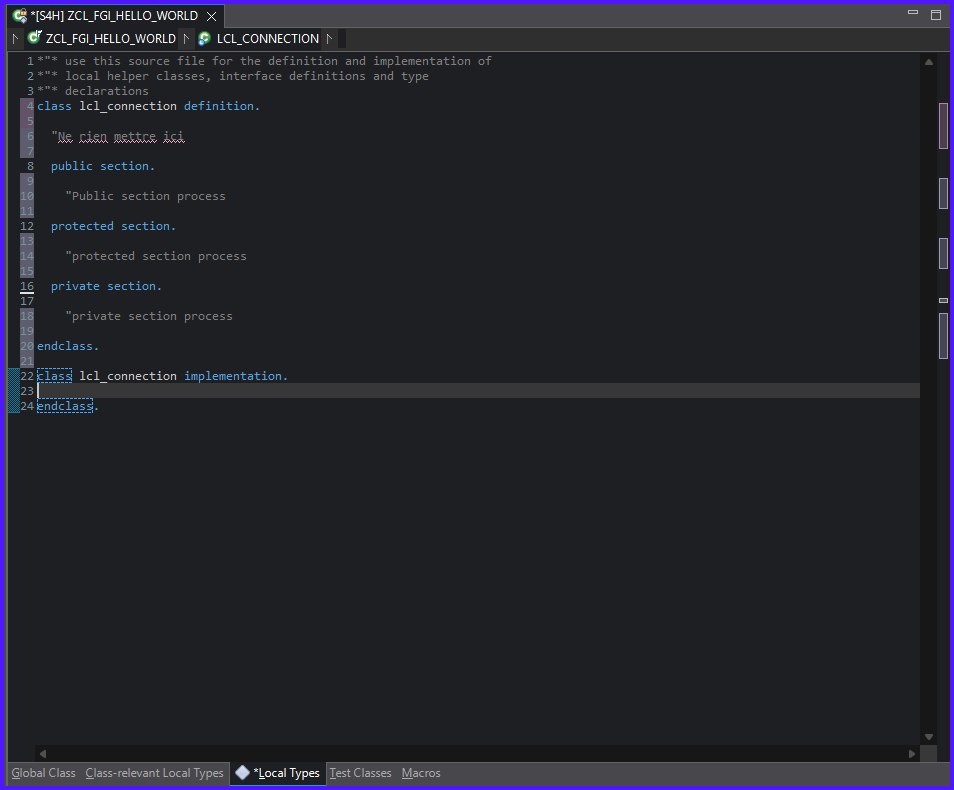 *[S4H] ZCL_FGI_HELLO_WORLD
ZCL_FGI_HELLO_WORLD LCL_CONNECTION
1 *"* use this source file for the definition and implementation of
2 *"* local helper classes, interface definitions and type
3 *"* declarations
4 class lcl_connection definition.
5
6 "Ne rien mettre ici
7
8 public section.
9
10 "Public section process
11
12 protected section.
13
14 "protected section process
15
16 private section.
17
18 "private section process
19
20 endclass.
21
22 class lcl_connection implementation.
23
24 endclass.
Global Class Class-relevant Local Types *Local Types Test Classes Macros